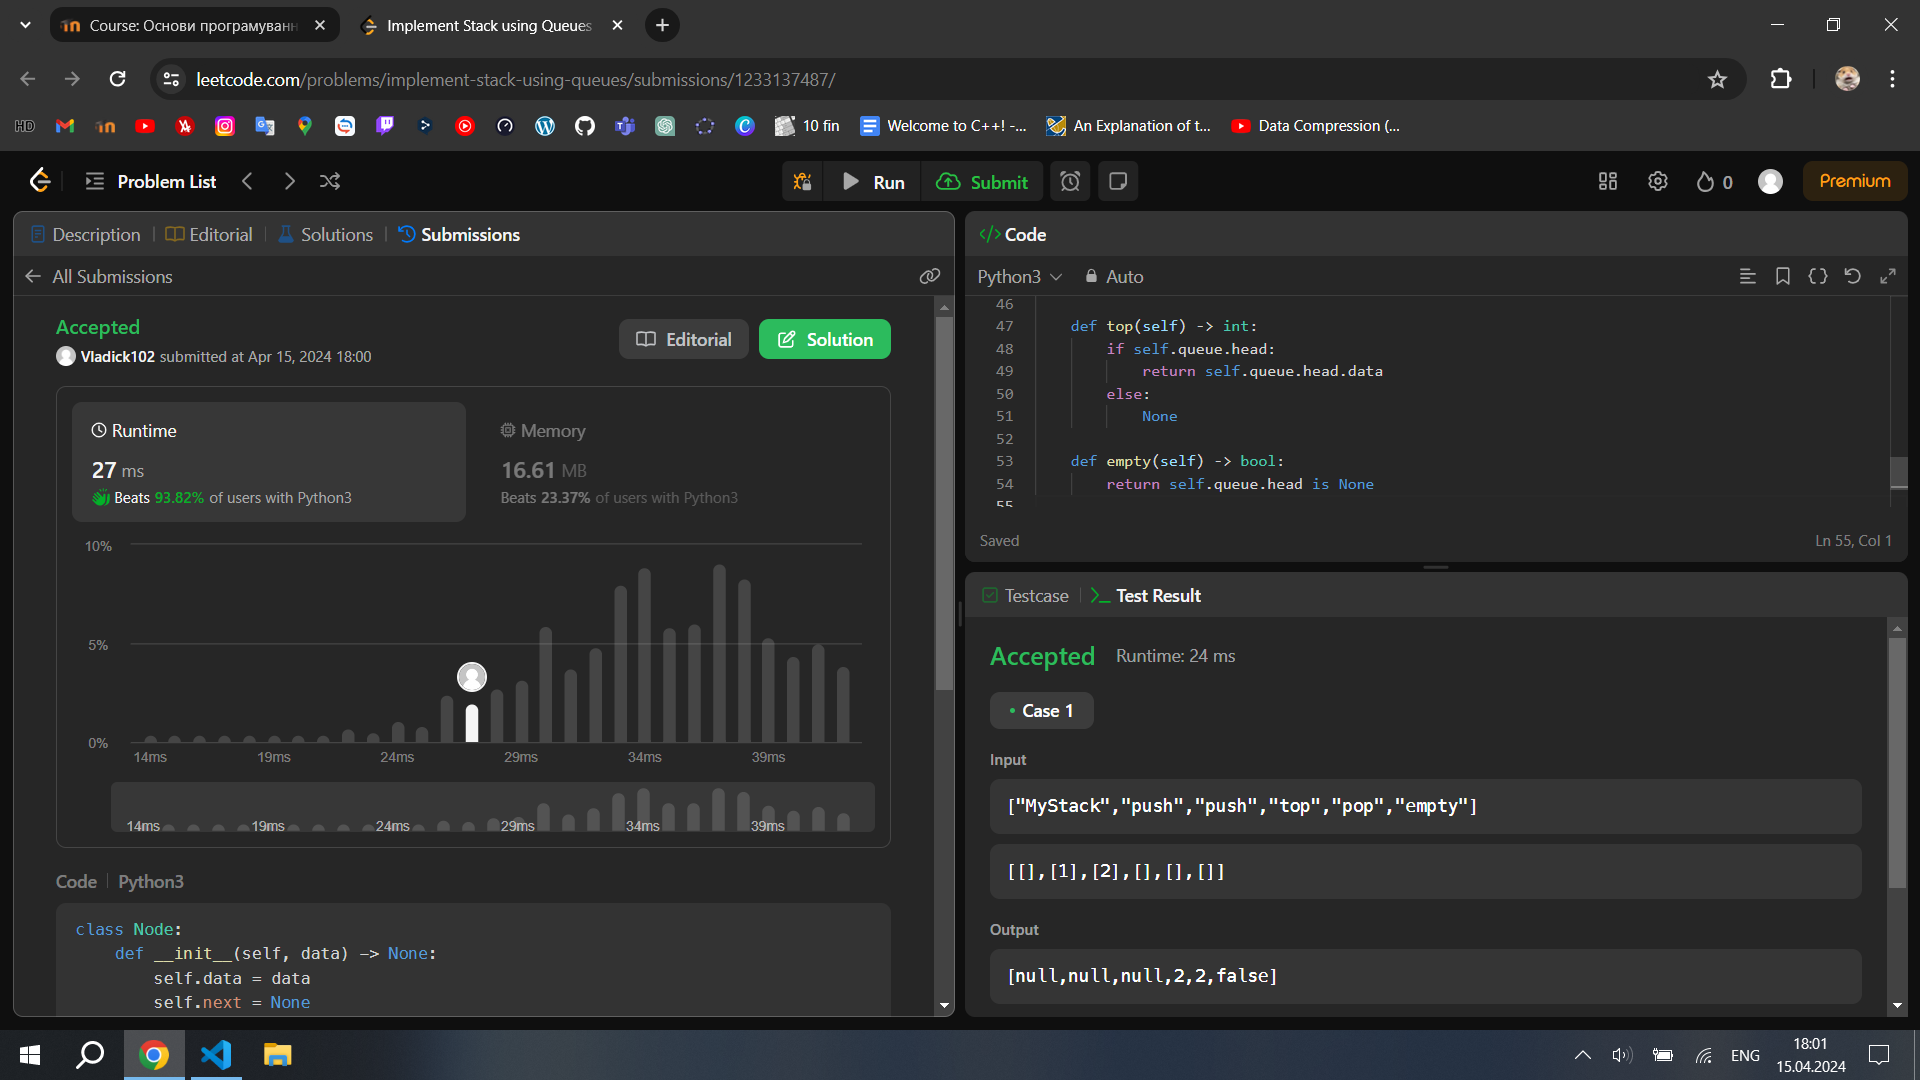 Course: Основи програмуванн
Implement Stack using Queues
leetcode.com/problems/implement-stack-using-queues/submissions/1233137487/
HD
10 fin
Welcome to C++! -...
An Explanation of t...
Data Compression (...
Problem List
Run
Submit
0
Premium
Description
Editorial
Solutions
Submissions
All Submissions
Accepted
Vladick102 submitted at Apr 15, 2024 18:00
Editorial
Solution
Runtime
27 ms
Beats 93.82% of users with Python3
Memory
16.61 MB
Beats 23.37% of users with Python3
10%
5%
0%
14ms 19ms 24ms 29ms 34ms 39ms
14ms 19ms 24ms 29ms 34ms 39ms
Code Python3
class Node:
def __init__(self, data) -> None:
self.data = data
self.next = None
Code
Python3
Auto
46
47 def top(self) -> int:
48 if self.queue.head:
49 return self.queue.head.data
50 else:
51 None
52
53 def empty(self) -> bool:
54 return self.queue.head is None
55
Saved
Ln 55, Col 1
Testcase
Test Result
Accepted
Runtime: 24 ms
Case 1
Input
["MyStack","push","push","top","pop","empty"]
[[],[1],[2],[],[],[]]
Output
[null,null,null,2,2,false]
ENG
18:01
15.04.2024